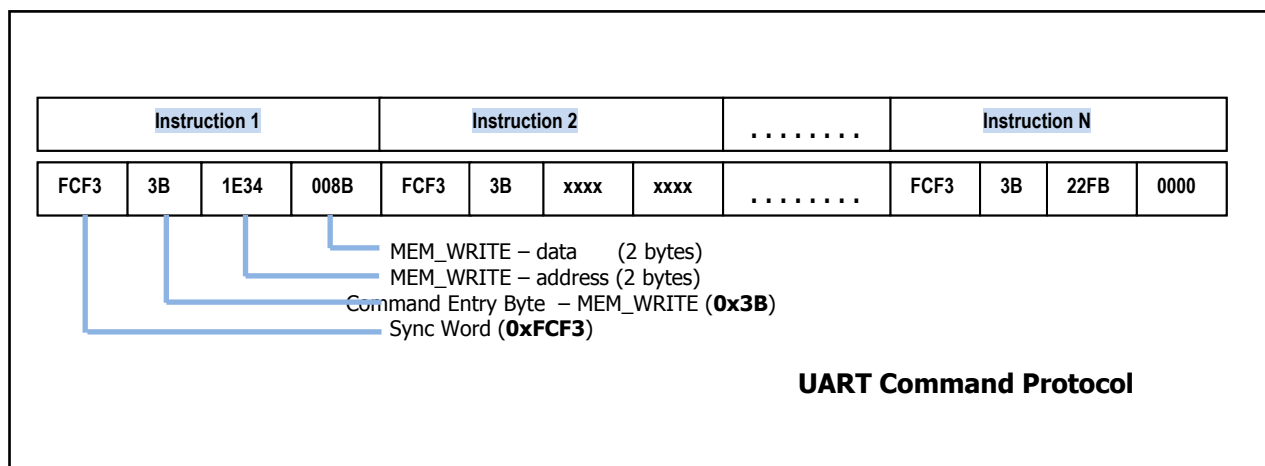 Instruction 1 Instruction 2 ........ Instruction N
FCF3 3B 1E34 008B FCF3 3B xxxx xxxx ........ FCF3 3B 22FB 0000
MEM_WRITE – data (2 bytes)
MEM_WRITE – address (2 bytes)
Command Entry Byte – MEM_WRITE (0x3B)
Sync Word (0xFCF3)
UART Command Protocol